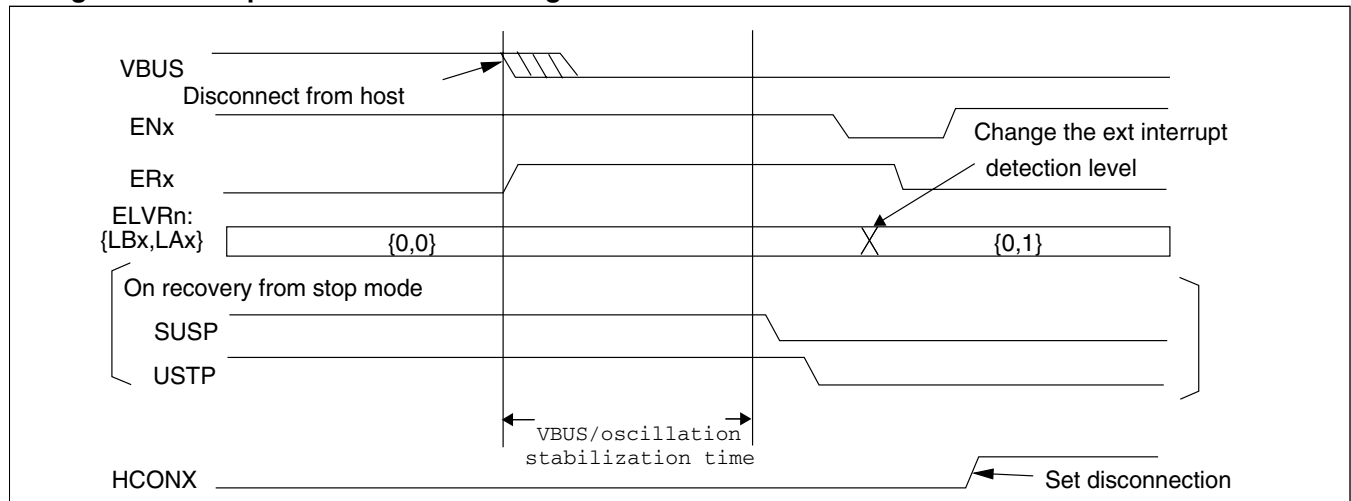 VBUS
Disconnect from host
ENx
Change the ext interrupt
detection level
ERx
ELVRn:
{LBx,LAx}
{0,0}
{0,1}
On recovery from stop mode
SUSP
USTP
VBUS/oscillation
stabilization time
HCONX
Set disconnection